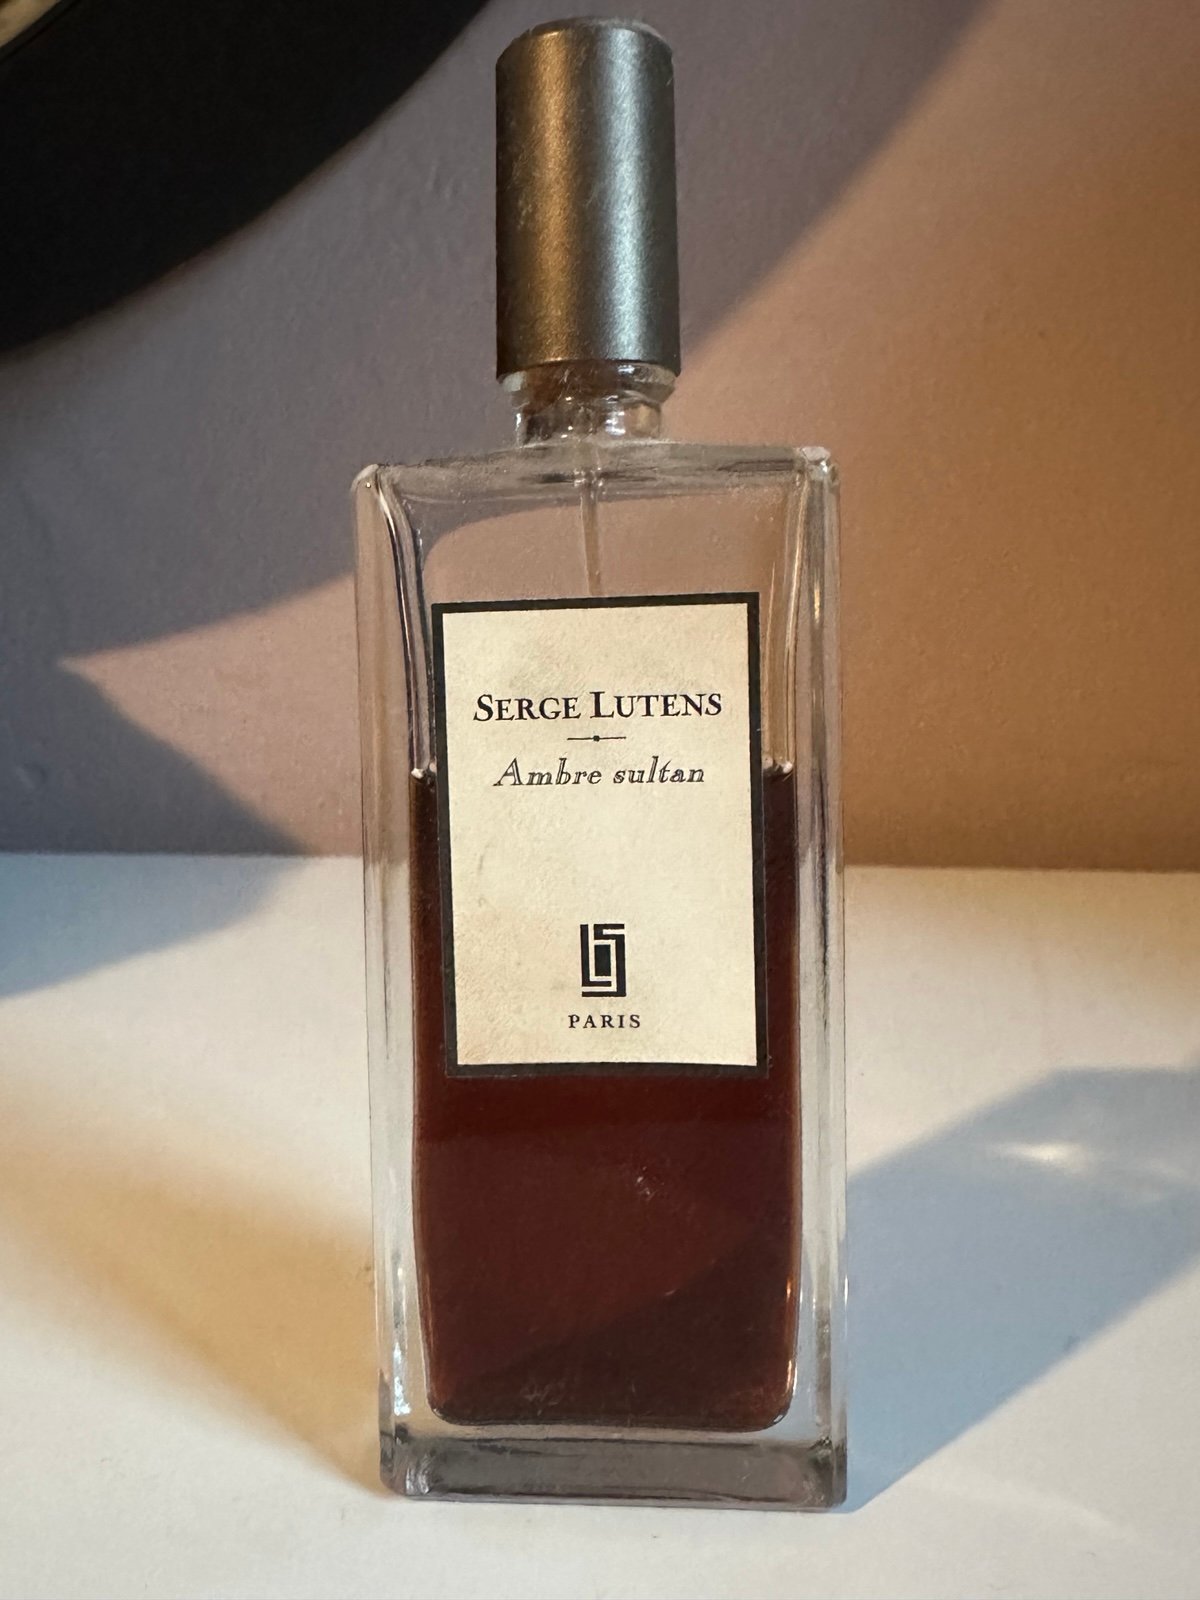 SERGE LUTENS
Ambre sultan
PARIS